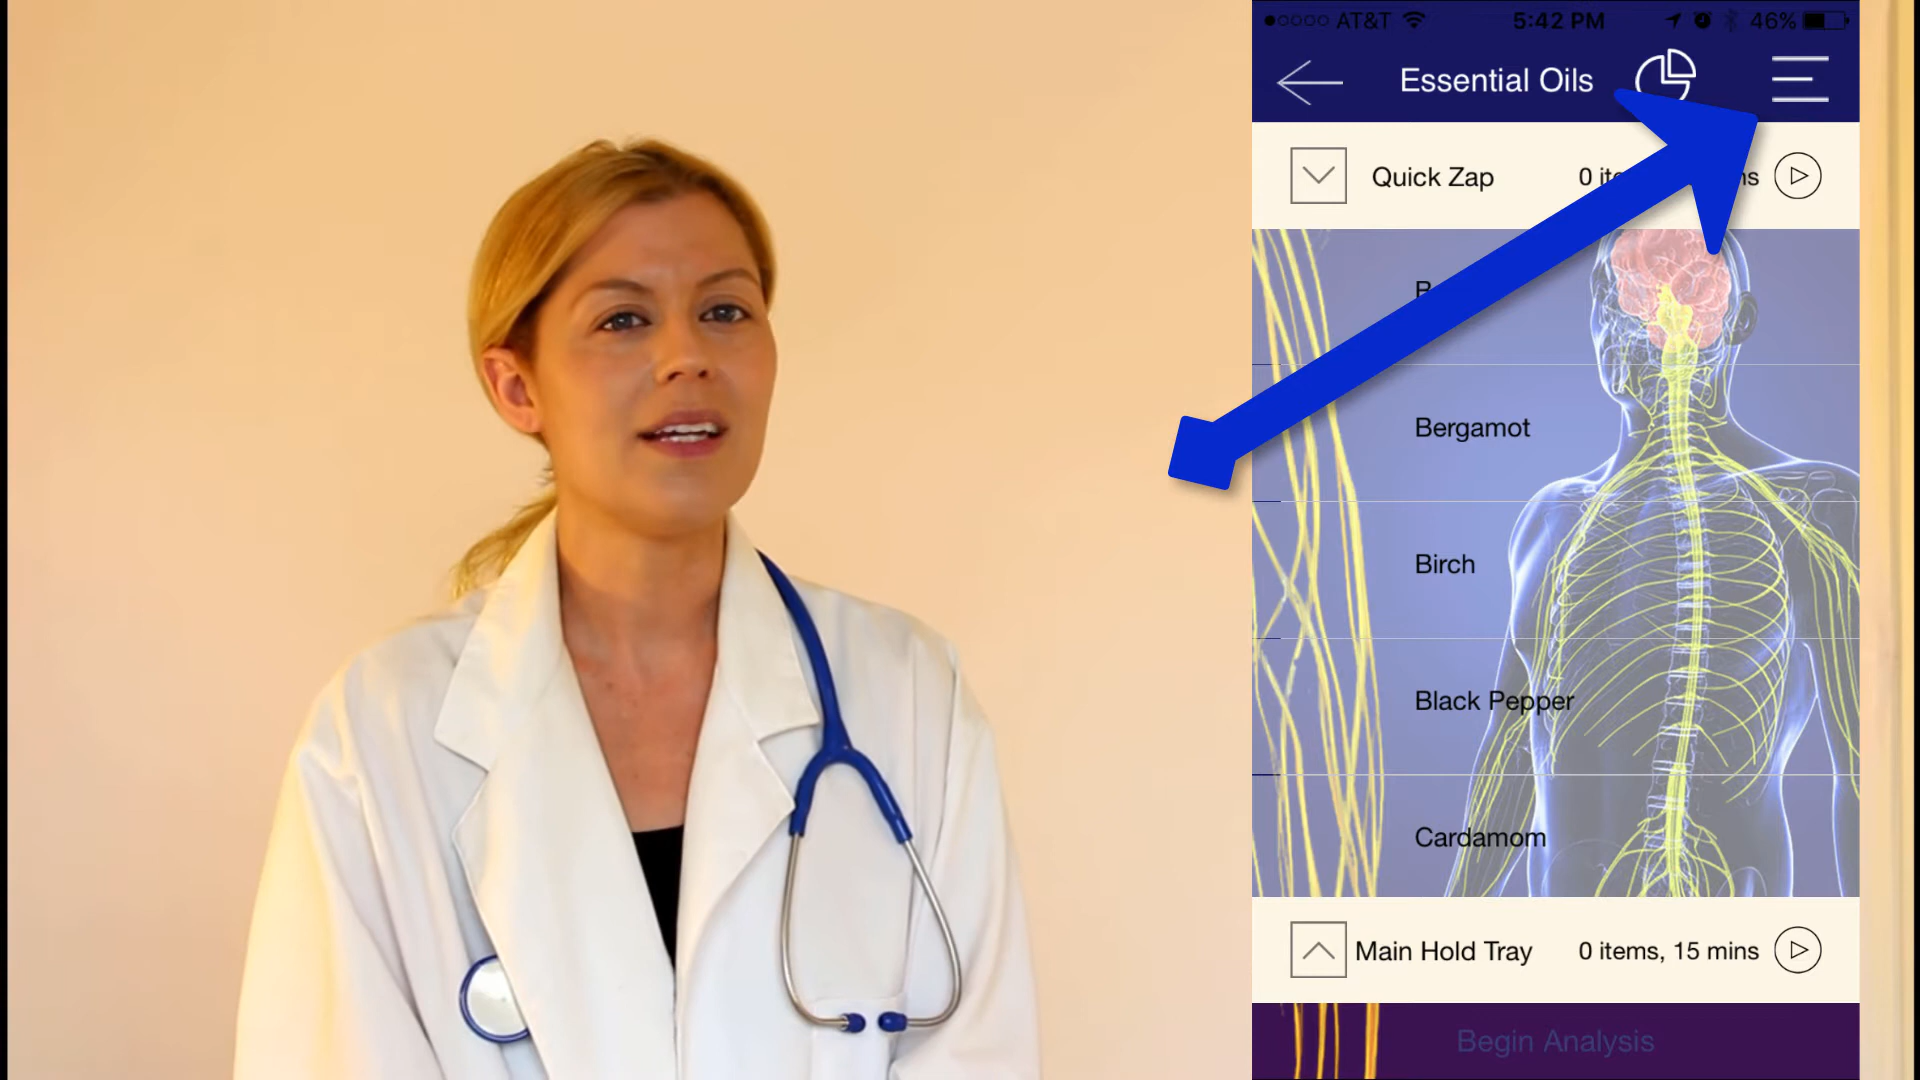 AT&T 5:42 PM 46%
Essential Oils
Quick Zap 0
Bergamot
Birch
Black Pepper
Cardamom
Main Hold Tray 0 items, 15 mins
Begin Analysis